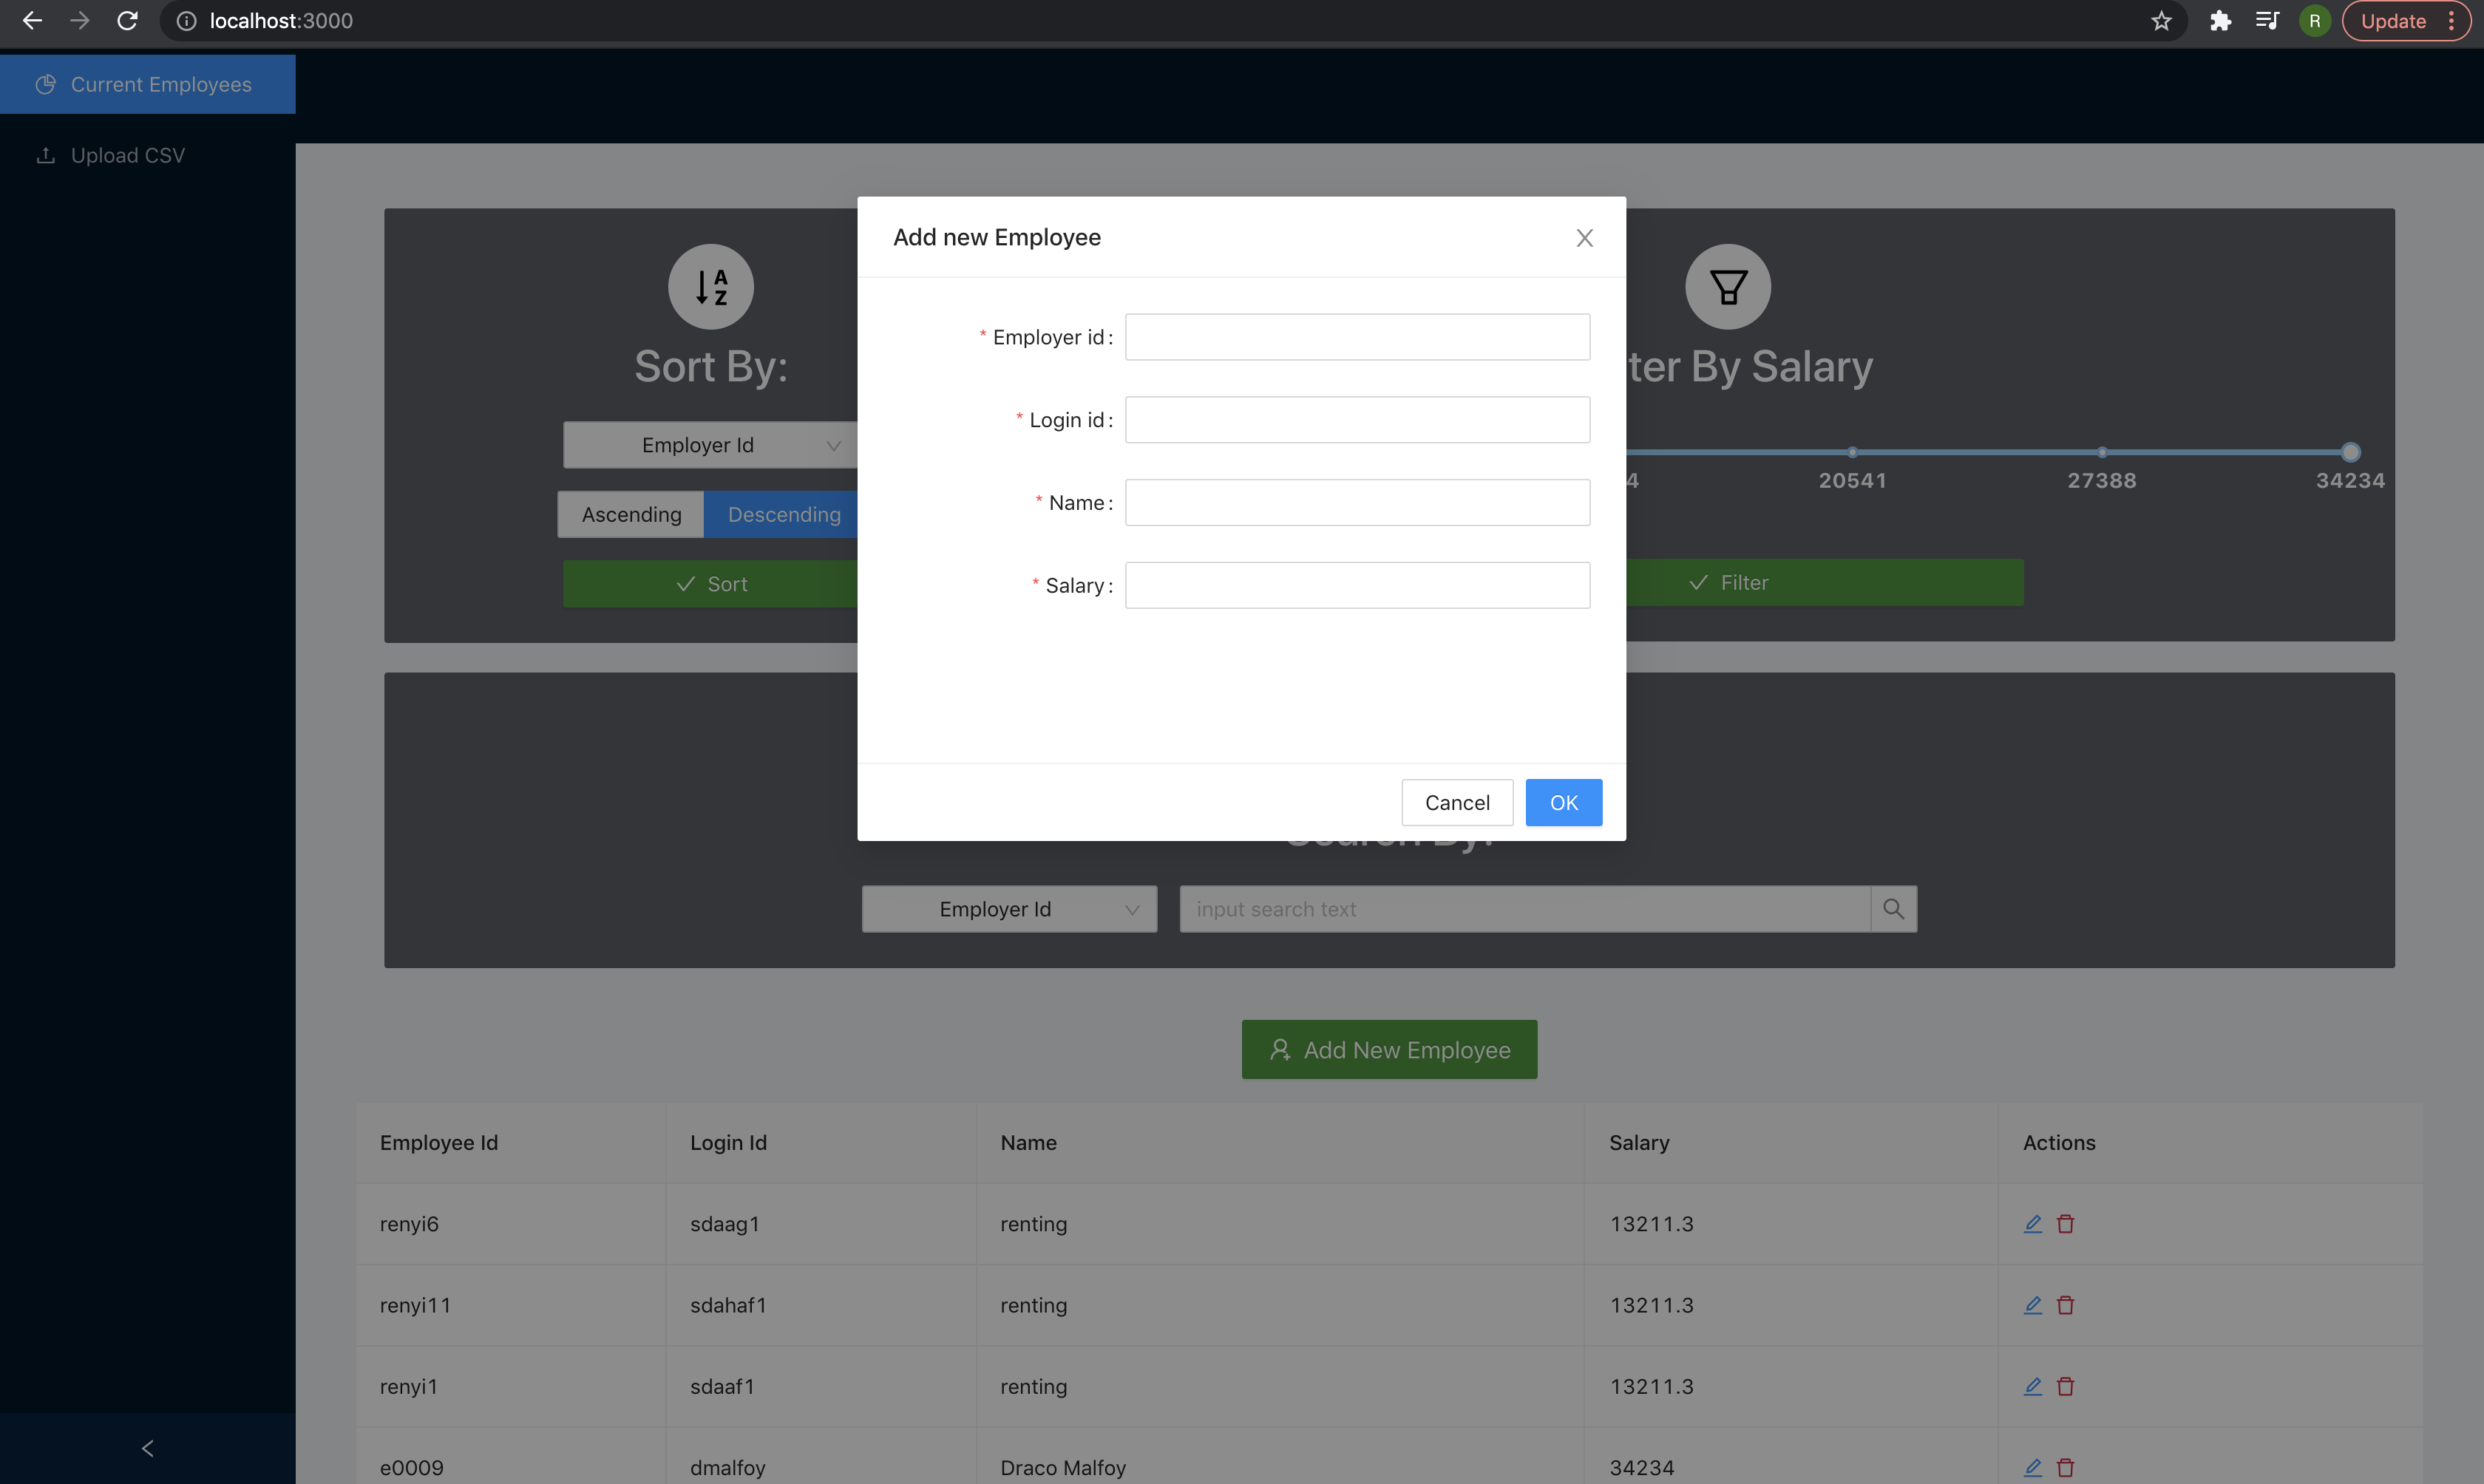 localhost:3000
R
Update
Current Employees
Upload CSV
Add new Employee
* Employer id:
* Login id:
* Name:
* Salary:
Cancel
OK
A
Z
Sort By:
Employer Id
Ascending
Descending
Sort
ter By Salary
4
20541
27388
34234
Filter
Search By:
Employer Id
input search text
Add New Employee
Employee Id
Login Id
Name
Salary
Actions
renyi6
sdaag1
renting
13211.3
renyi11
sdahaf1
renting
13211.3
renyi1
sdaaf1
renting
13211.3
e0009
dmalfoy
Draco Malfoy
34234